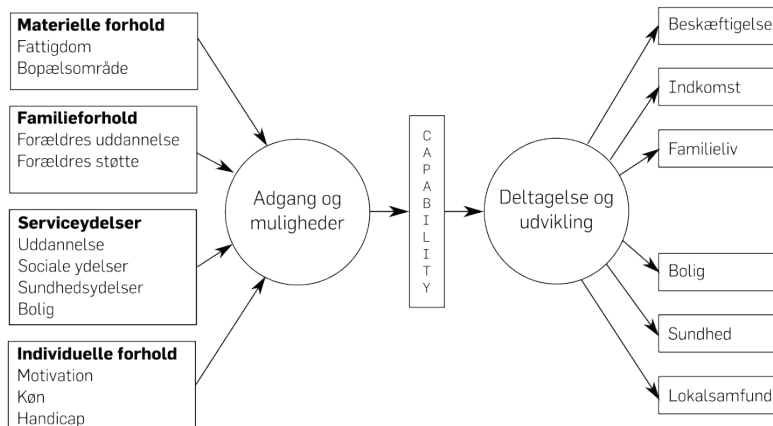 Materielle forhold
Fattigdom
Bopælsområde
Familieforhold
Forældres uddannelse
Forældres støtte
Serviceydelser
Uddannelse
Sociale ydelser
Sundhedsydelser
Bolig
Individuelle forhold
Motivation
Køn
Handicap
Adgang og
muligheder
CAPABILITY
Deltagelse og
udvikling
Beskæftigelse
Indkomst
Familieliv
Bolig
Sundhed
Lokalsamfund